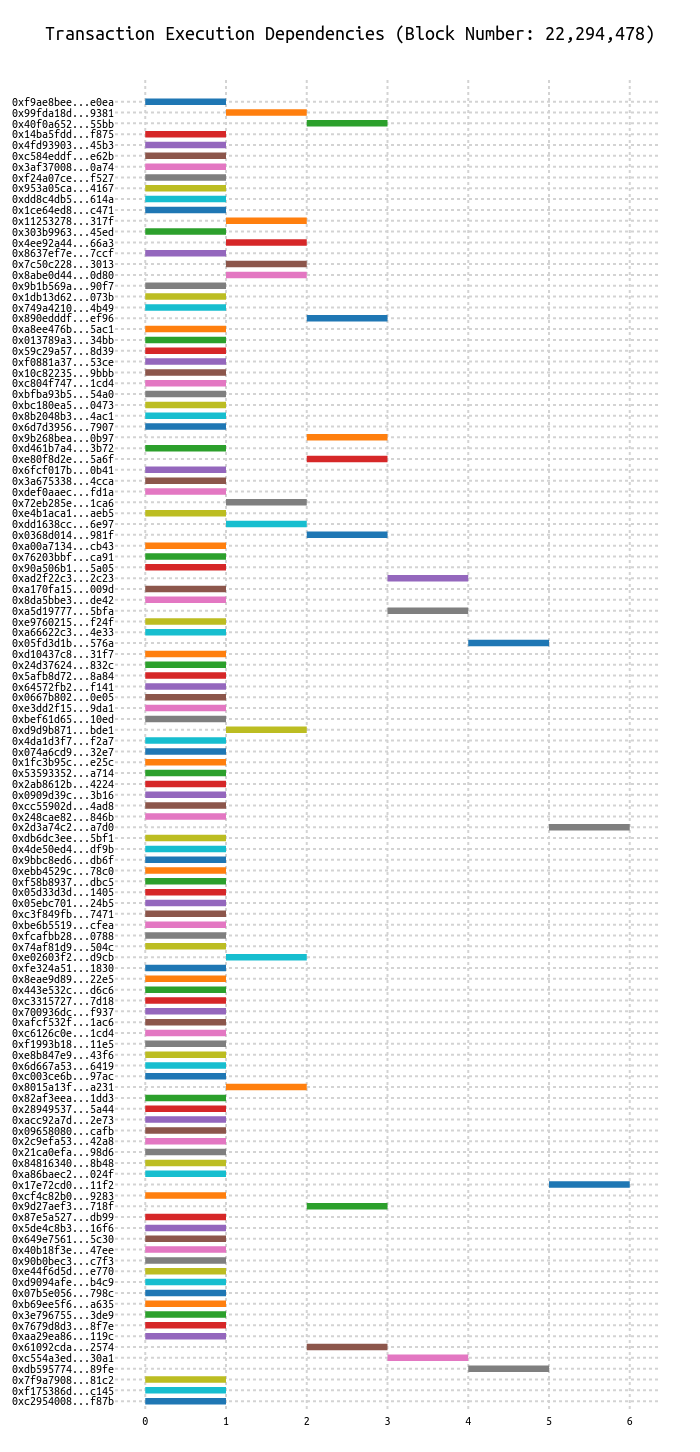 Transaction Execution Dependencies (Block Number: 22,294,478)
0xf9ae8bee...e0ea
0x99fda18d...9381
0x40f0a652...55bb
0x14ba5fdd...f875
0x4fd93903...45b3
0xc584eddf...e62b
0x3af37008...0a74
0xf24a07ce...f527
0x953a05ca...4167
0xdd8c4db5...614a
0x1ce64ed8...c471
0x11253278...317f
0x303b9963...45ed
0x4ee92a44...66a3
0x8637ef7e...7ccf
0x7c50c228...3013
0x8abe0d44...0d80
0x9b1b569a...90f7
0x1db13d62...073b
0x749a4210...4b49
0x890edddf...ef96
0xa8ee476b...5ac1
0x013789a3...34bb
0x59c29a57...8d39
0xf0881a37...53ce
0x10c82235...9bbb
0xc804f747...1cd4
0xbfba93b5...54a0
0xbc180ea5...0473
0x8b2048b3...4ac1
0x6d7d3956...7907
0x9b268bea...0b97
0xd461b7a4...3b72
0xe80f8d2e...5a6f
0x6fcf017b...0b41
0x3a675338...4cca
0xdef0aaec...fd1a
0x72eb285e...1ca6
0xe4b1aca1...aeb5
0xdd1638cc...6e97
0x0368d014...981f
0xa00a7134...cb43
0x76203bbf...ca91
0x90a506b1...5a05
0xad2f22c3...2c23
0xa170fa15...009d
0x8da5bbe3...de42
0xa5d19777...5bfa
0xe9760215...f24f
0xa66622c3...4e33
0x05fd3d1b...576a
0xd10437c8...31f7
0x24d37624...832c
0x5afb8d72...8a84
0x64572fb2...f141
0x0667b802...0e05
0xe3dd2f15...9da1
0xbef61d65...10ed
0xd9d9b871...bde1
0x4da1d3f7...f2a7
0x074a6cd9...32e7
0x1fc3b95c...e25c
0x53593352...a714
0x2ab8612b...4224
0x0909d39c...3b16
0xcc55902d...4ad8
0x248cae82...846b
0x2d3a74c2...a7d0
0xdb6dc3ee...5bf1
0x4de50ed4...df9b
0x9bbc8ed6...db6f
0xebb4529c...78c0
0xf58b8937...dbc5
0x05d33d3d...1405
0x05ebc701...24b5
0xc3f849fb...7471
0xbe6b5519...cfea
0xfcafbb28...0788
0x74af81d9...504c
0xe02603f2...d9cb
0xfe324a51...1830
0x8eae9d89...22e5
0x443e532c...d6c6
0xc3315727...7d18
0x700936dc...f937
0xafcf532f...1ac6
0xc6126c0e...1cd4
0xf1993b18...11e5
0xe8b847e9...43f6
0x6d667a53...6419
0xc003ce6b...97ac
0x8015a13f...a231
0x82af3eea...1dd3
0x28949537...5a44
0xacc92a7d...2e73
0x09658080...cafb
0x2c9efa53...42a8
0x21ca0efa...98d6
0x84816340...8b48
0xa86baec2...024f
0x17e72cd0...11f2
0xcf4c82b0...9283
0x9d27aef3...718f
0x87e5a527...db99
0x5de4c8b3...16f6
0x649e7561...5c30
0x40b18f3e...47ee
0x90b0bec3...c7f3
0xe44f6d5d...e770
0xd9094afe...b4c9
0x07b5e056...798c
0xb69ee5f6...a635
0x3e796755...3de9
0x7679d8d3...8f7e
0xaa29ea86...119c
0x61092cda...2574
0xc554a3ed...30a1
0xdb595774...89fe
0x7f9a7908...81c2
0xf175386d...c145
0xc2954008...f87b
0 1 2 3 4 5 6